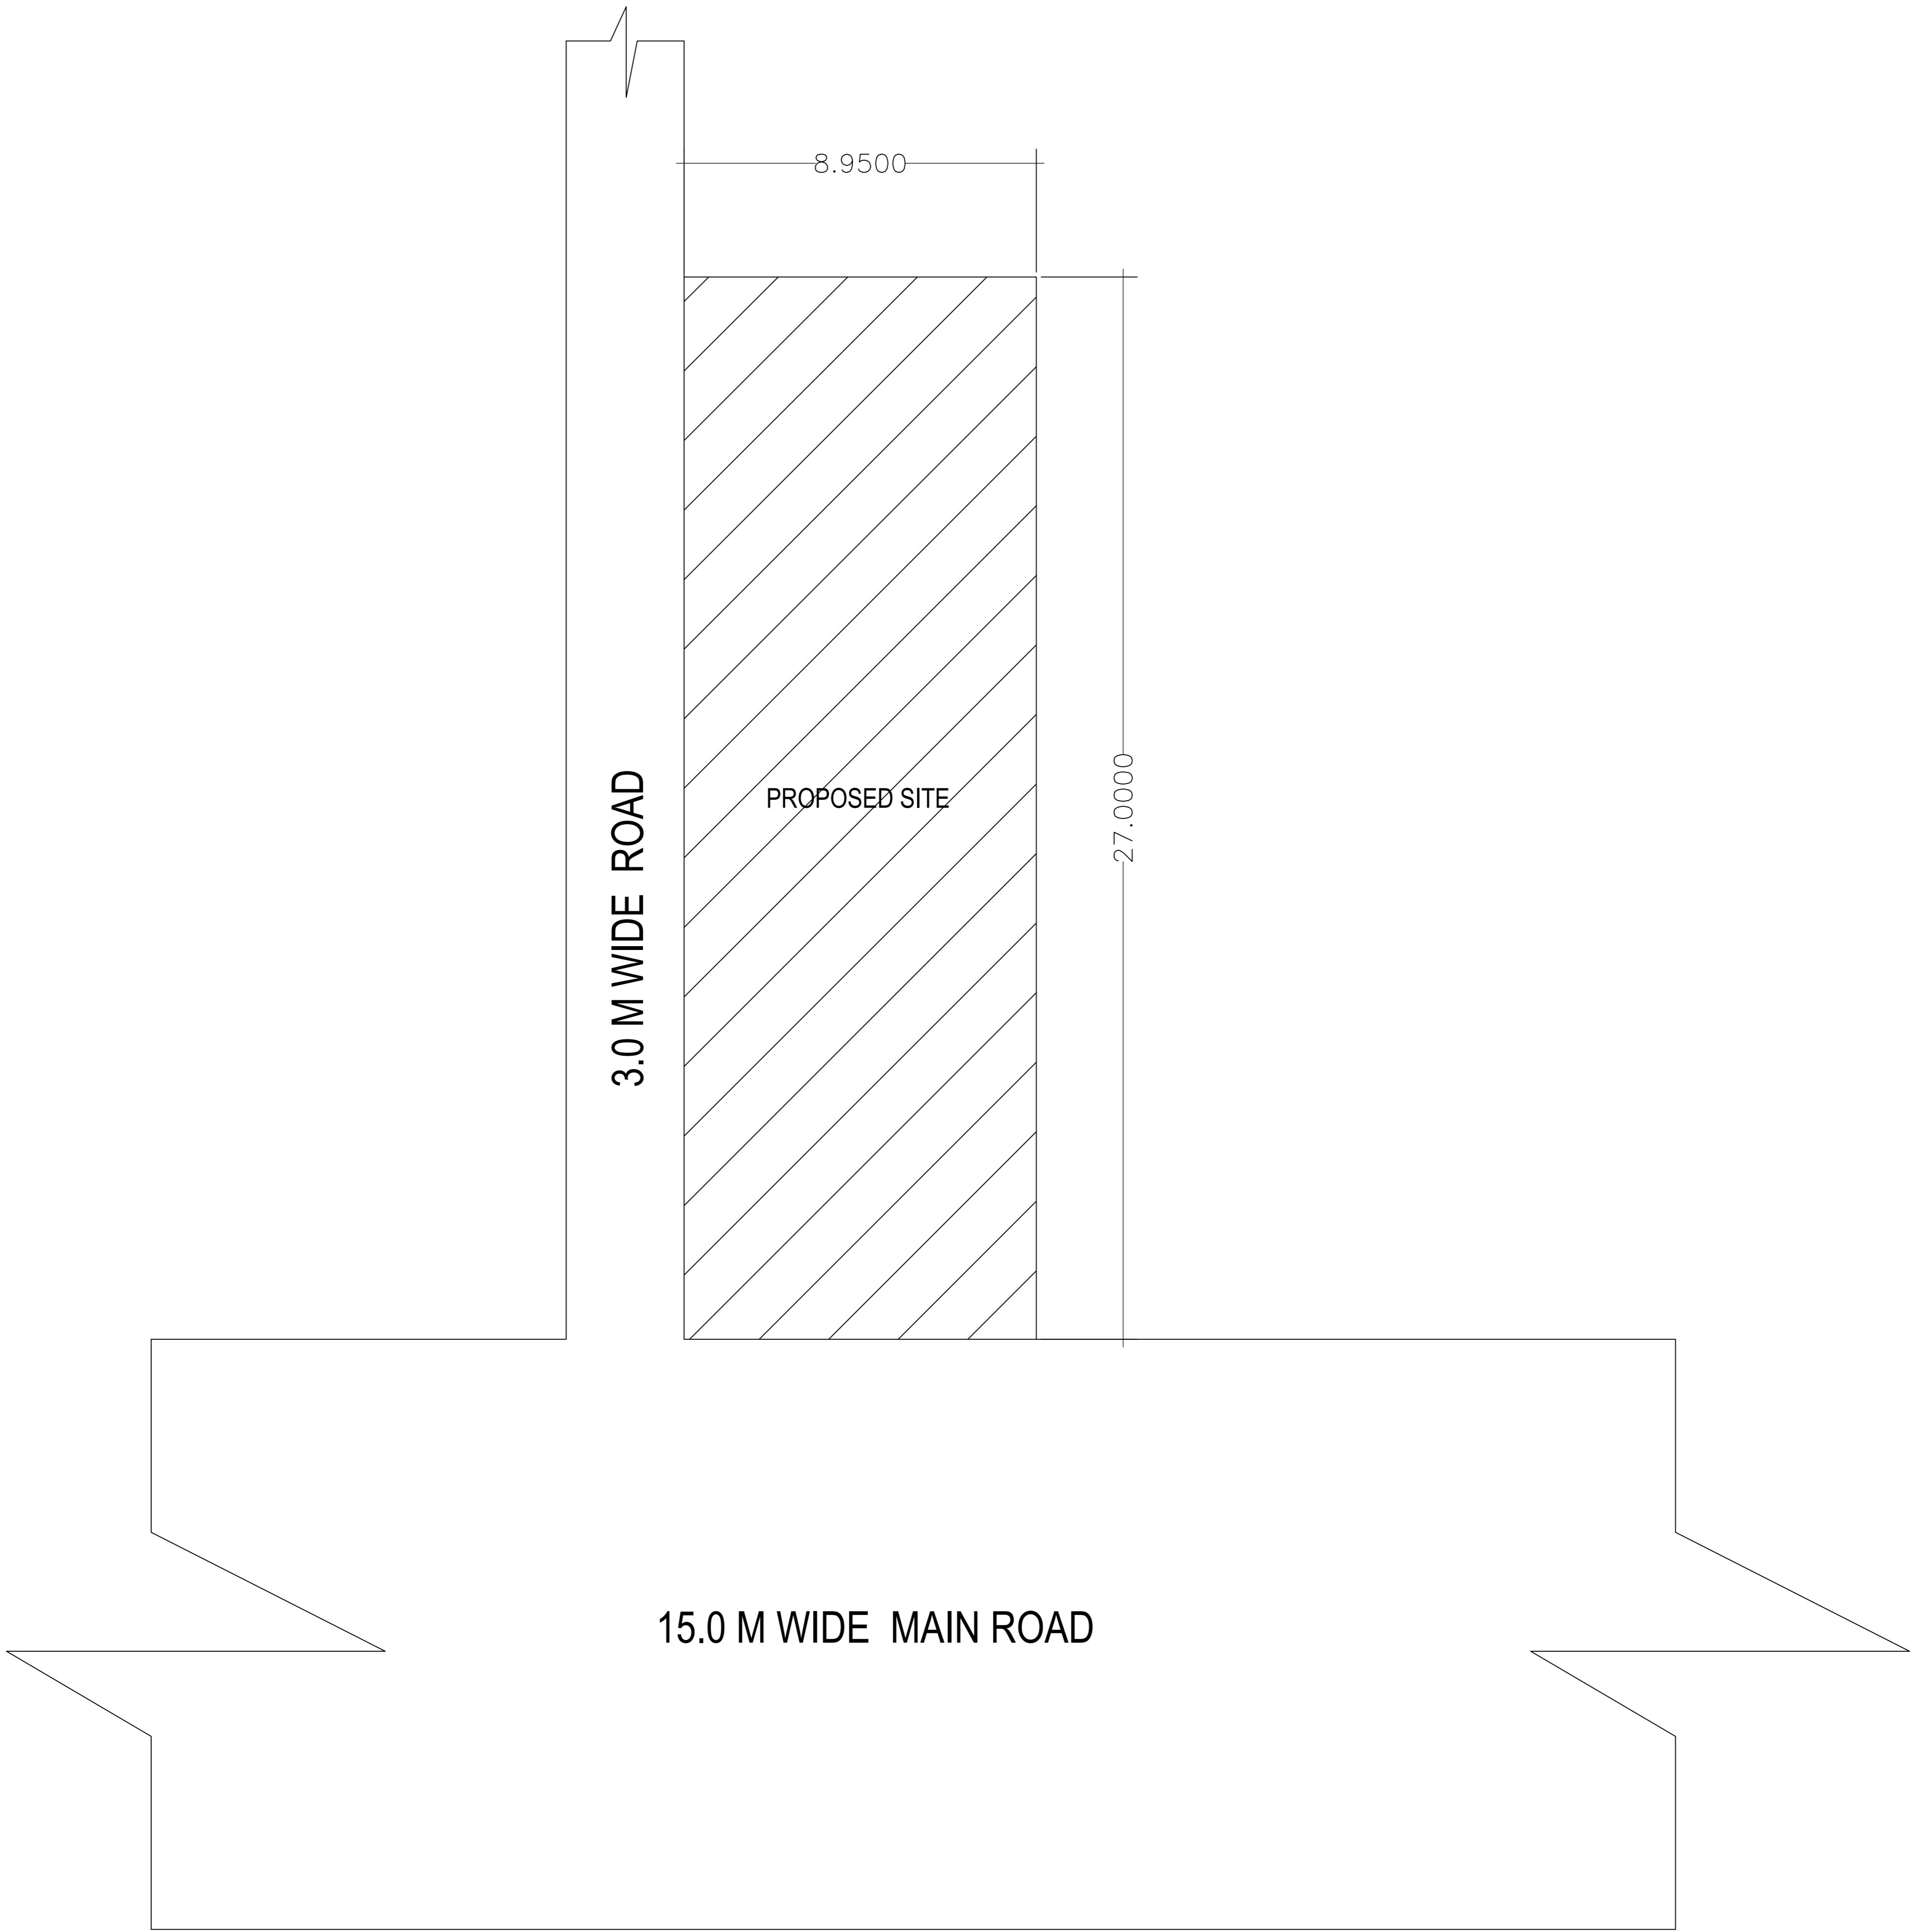 8.9500
PROPOSED SITE
27.0000
3.0 M WIDE ROAD
15.0 M WIDE MAIN ROAD